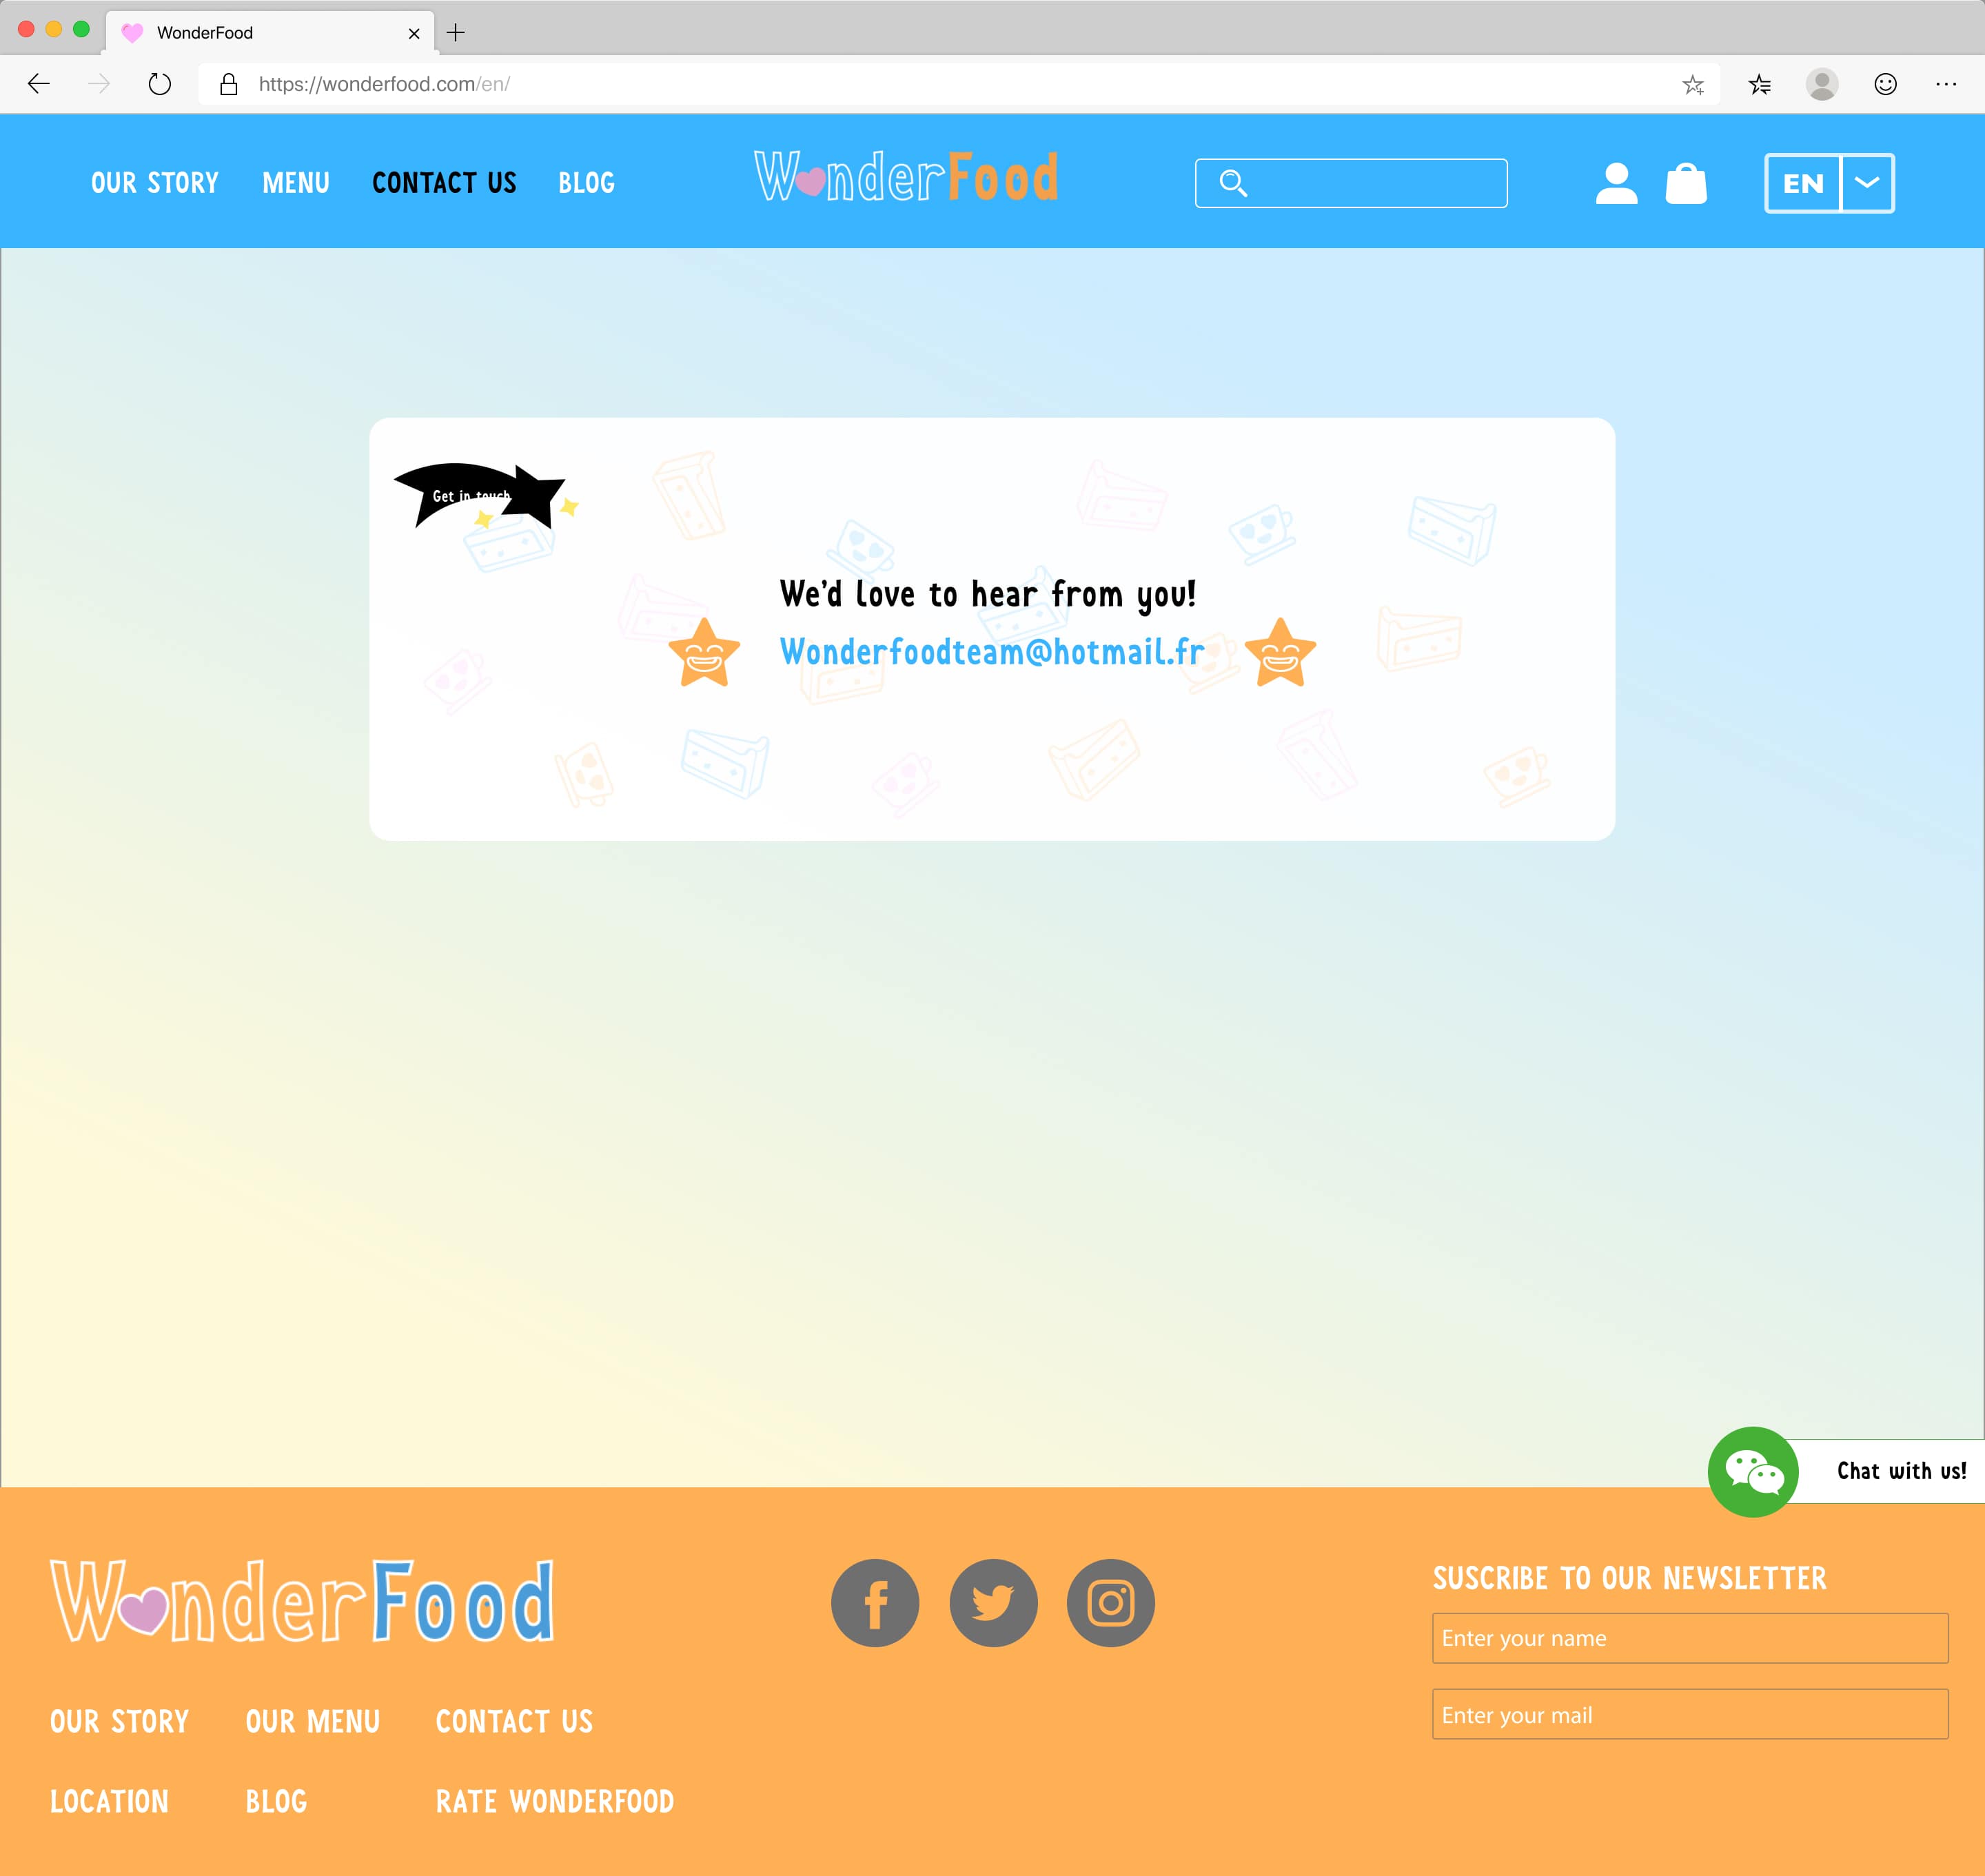 WonderFood
https://wonderfood.com/en/
OUR STORY MENU CONTACT US BLOG
WonderFood
EN
Get in touch
We'd love to hear from you!
Wonderfoodteam@hotmail.fr
Chat with us!
WonderFood
SUSCRIBE TO OUR NEWSLETTER
Enter your name
Enter your mail
OUR STORY OUR MENU CONTACT US
LOCATION BLOG RATE WONDERFOOD